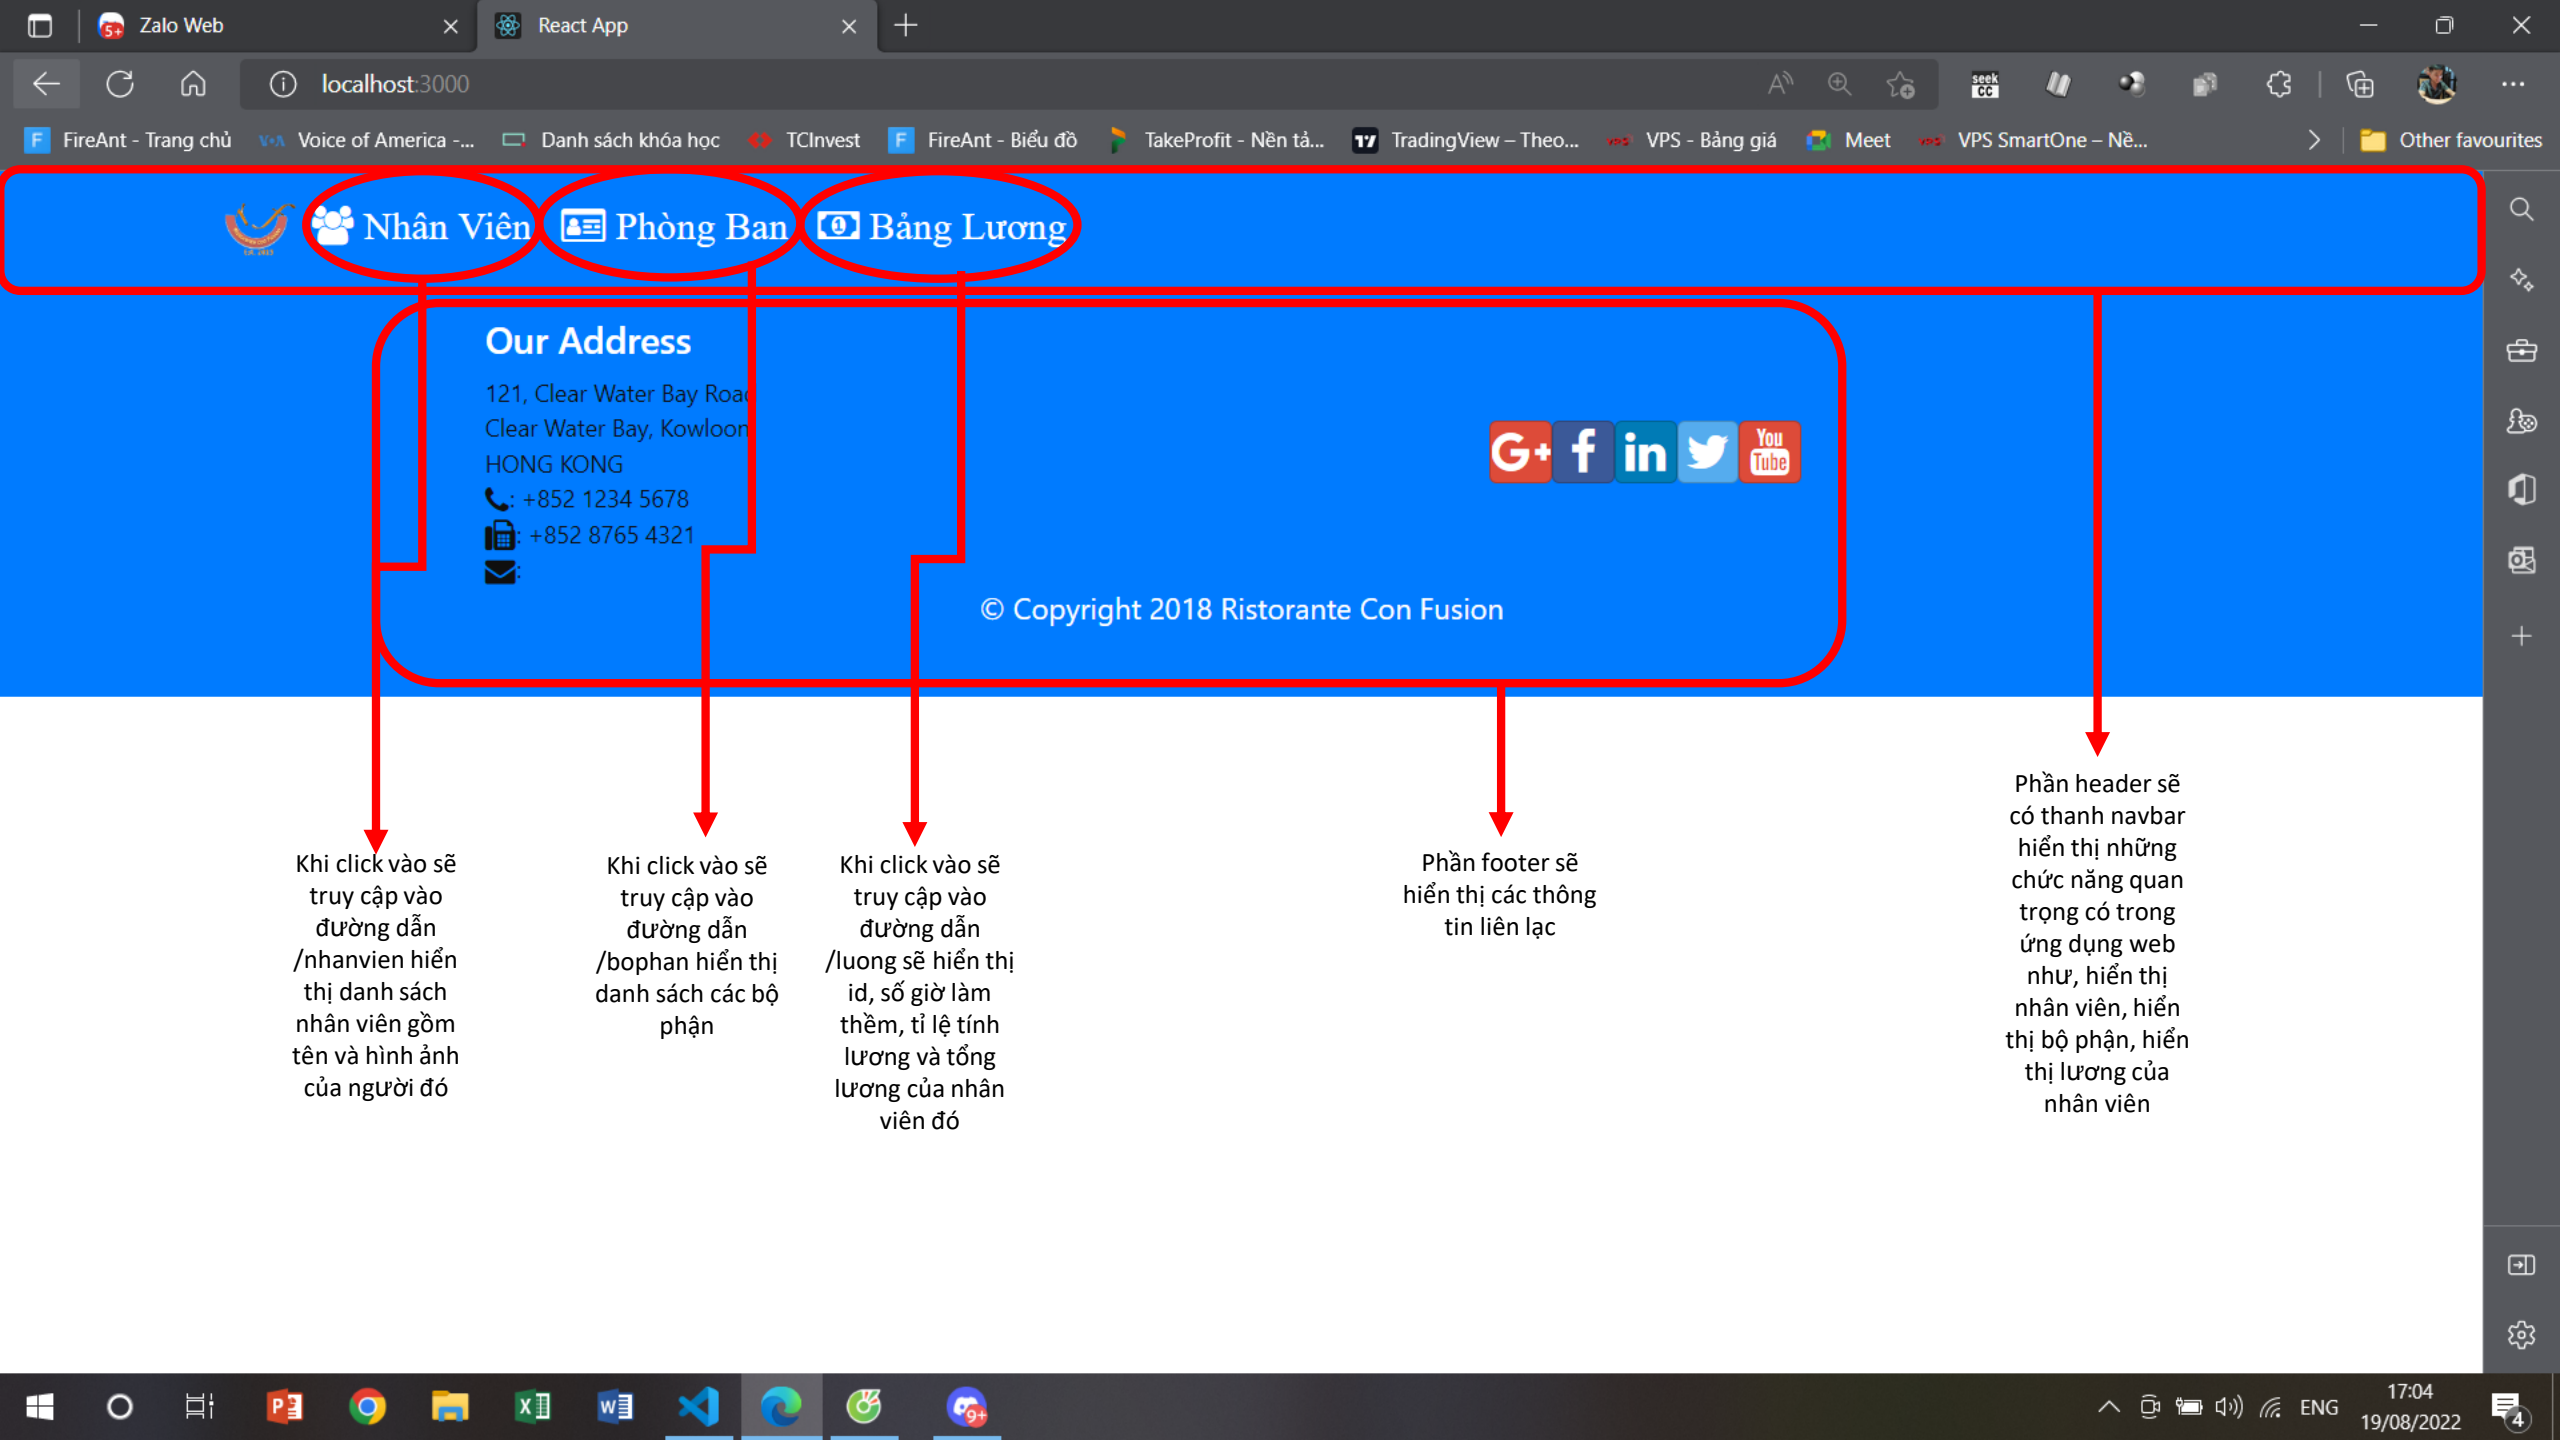 Zalo Web
React App
localhost:3000
FireAnt - Trang chủ
Voice of America -...
Danh sách khóa học
TCInvest
FireAnt - Biểu đồ
TakeProfit - Nền tả...
TradingView – Theo...
VPS - Bảng giá
Meet
VPS SmartOne – Nề...
Other favourites
Nhân Viên
Phòng Ban
Bảng Lương
Our Address
121, Clear Water Bay Road
Clear Water Bay, Kowloon
HONG KONG
: +852 1234 5678
: +852 8765 4321
:
© Copyright 2018 Ristorante Con Fusion
Khi click vào sẽ
truy cập vào
đường dẫn
/nhanvien hiển
thị danh sách
nhân viên gồm
tên và hình ảnh
của người đó
Khi click vào sẽ
truy cập vào
đường dẫn
/bophan hiển thị
danh sách các bộ
phận
Khi click vào sẽ
truy cập vào
đường dẫn
/luong sẽ hiển thị
id, số giờ làm
thềm, tỉ lệ tính
lương và tổng
lương của nhân
viên đó
Phần footer sẽ
hiển thị các thông
tin liên lạc
Phần header sẽ
có thanh navbar
hiển thị những
chức năng quan
trọng có trong
ứng dụng web
như, hiển thị
nhân viên, hiển
thị bộ phận, hiển
thị lương của
nhân viên
ENG
17:04
19/08/2022